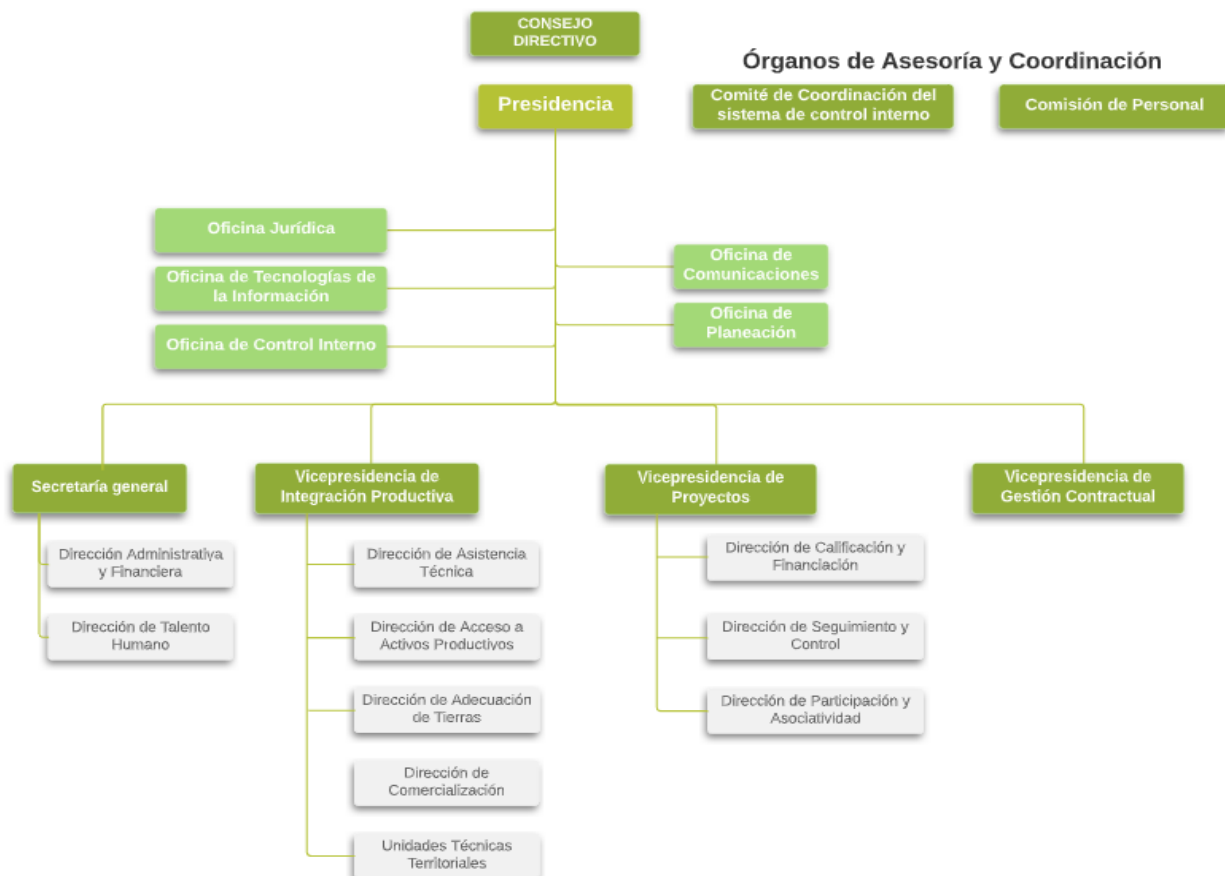 CONSEJO
DIRECTIVO
Órganos de Asesoría y Coordinación
Presidencia
Comité de Coordinación del
sistema de control interno
Comisión de Personal
Oficina Jurídica
Oficina de
Comunicaciones
Oficina de Tecnologías de
la Información
Oficina de
Planeación
Oficina de Control Interno
Secretaría general
Vicepresidencia de
Integración Productiva
Vicepresidencia de
Proyectos
Vicepresidencia de
Gestión Contractual
Dirección Administrativa
y Financiera
Dirección de Talento
Humano
Dirección de Asistencia
Técnica
Dirección de Acceso a
Activos Productivos
Dirección de Adecuación
de Tierras
Dirección de
Comercialización
Unidades Técnicas
Territoriales
Dirección de Calificación y
Financiación
Dirección de Seguimiento y
Control
Dirección de Participación y
Asociatividad